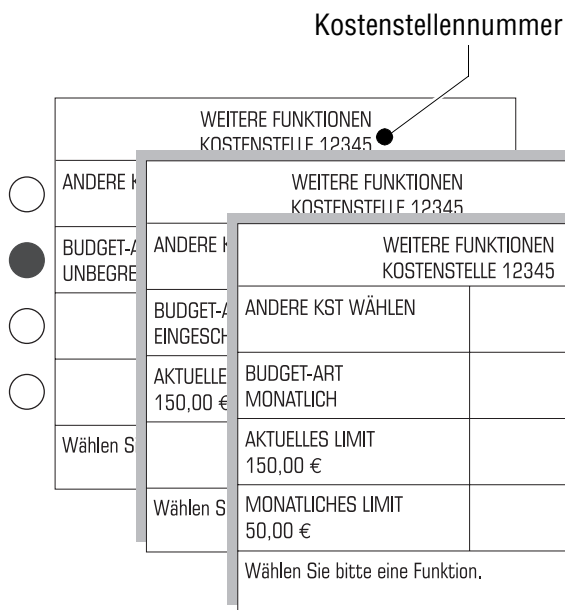 Kostenstellennummer
WEITERE FUNKTIONEN
KOSTENSTELLE 12345
ANDERE K
BUDGET-A
UNBEGRE
Wählen S
WEITERE FUNKTIONEN
KOSTENSTELLE 12345
ANDERE K
BUDGET-A
EINGESCH
AKTUELLE
150,00 €
Wählen S
WEITERE FUNKTIONEN
KOSTENSTELLE 12345
ANDERE KST WÄHLEN
BUDGET-ART
MONATLICH
AKTUELLES LIMIT
150,00 €
MONATLICHES LIMIT
50,00 €
Wählen Sie bitte eine Funktion.